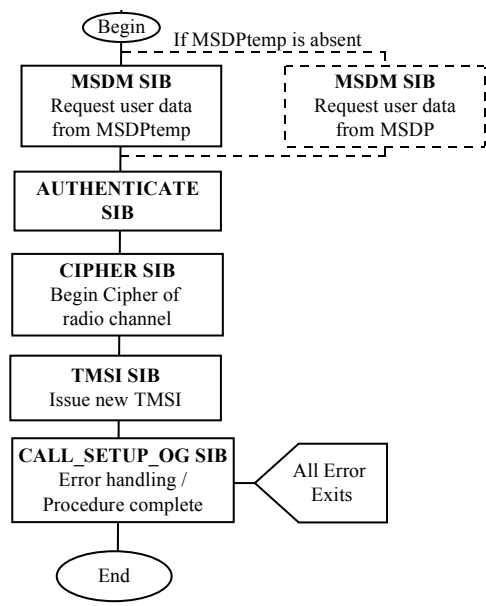 Begin
If MSDPtemp is absent
MSDM SIB
Request user data
from MSDPtemp
MSDM SIB
Request user data
from MSDP
AUTHENTICATE
SIB
CIPHER SIB
Begin Cipher of
radio channel
TMSI SIB
Issue new TMSI
CALL_SETUP_OG SIB
Error handling /
Procedure complete
All Error
Exits
End